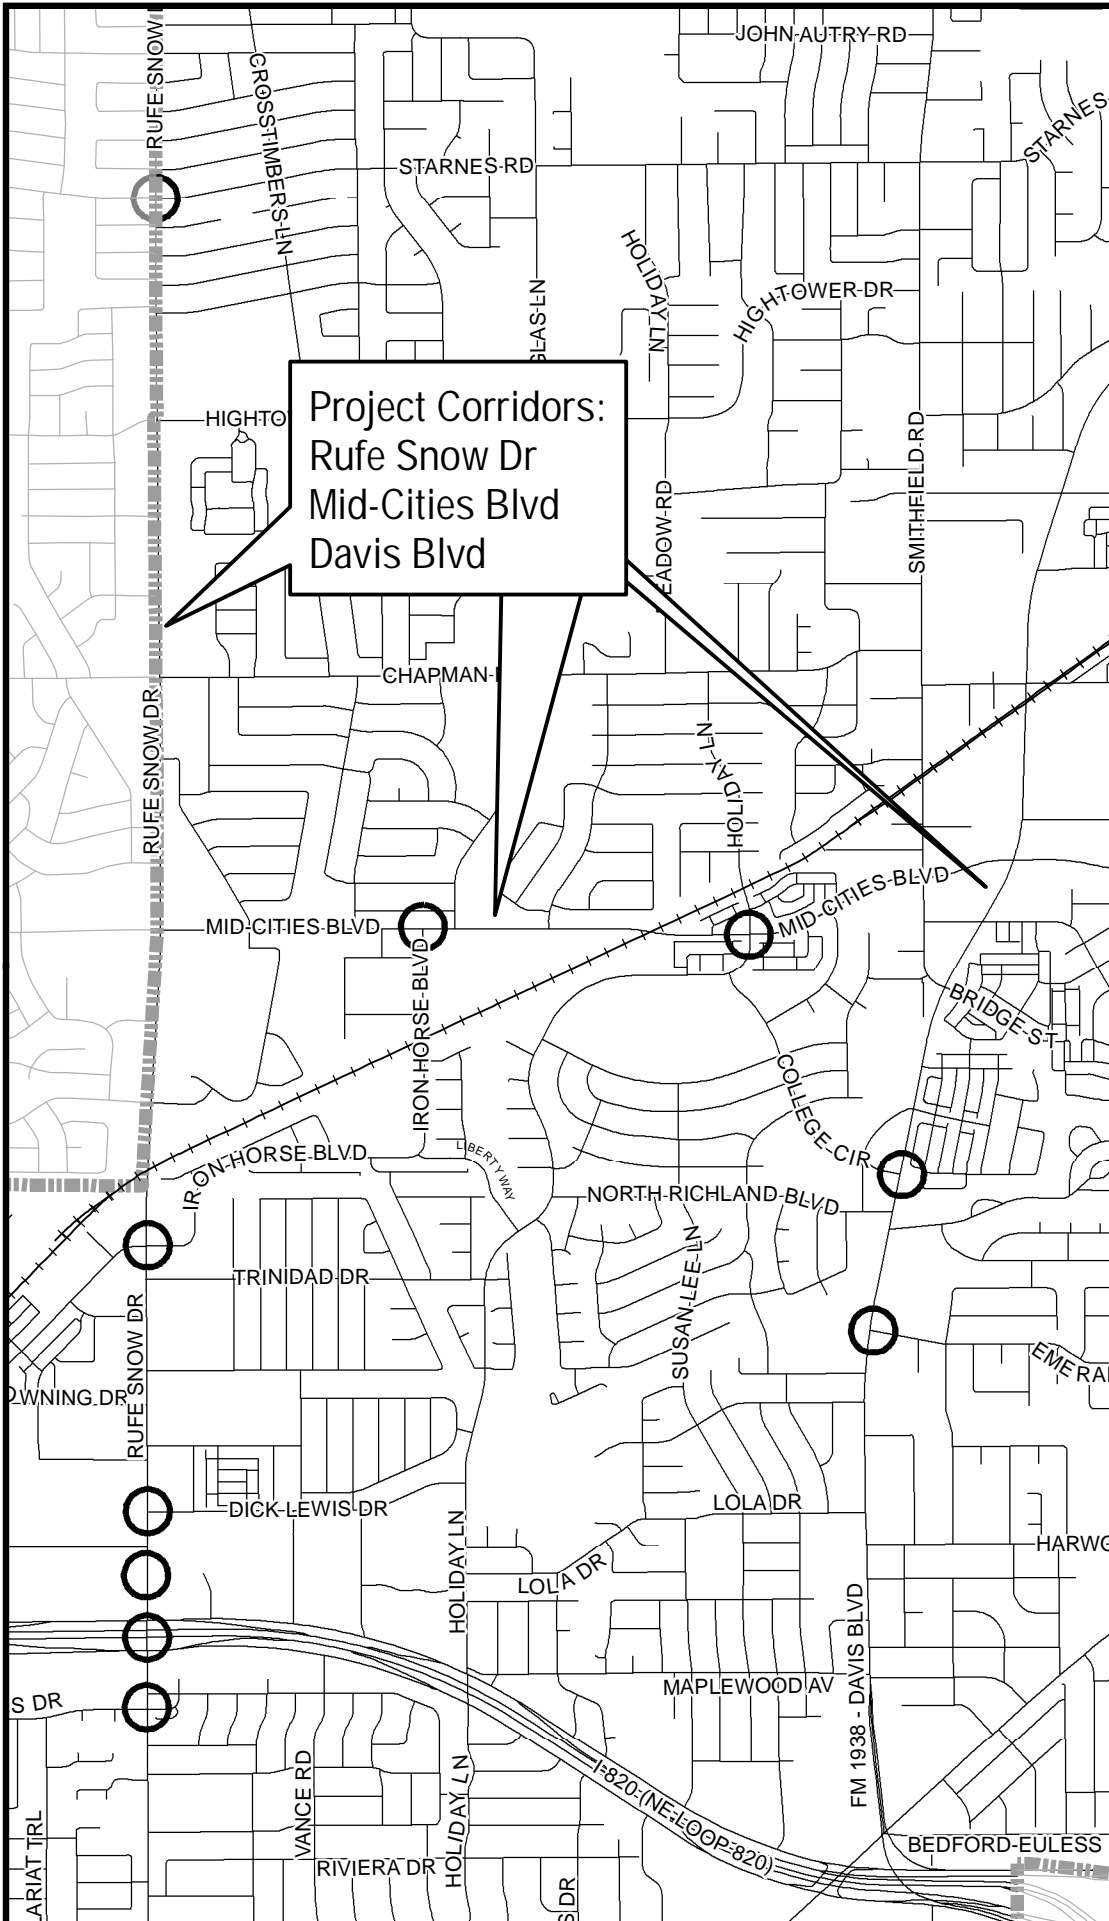 RUFE SNOW D
JOHN AUTRY RD
CROSSTIMBERS LN
STARNES
STARNES RD
HOLIDAY LN
HIGHTOWER DR
GLAS LN
HIGHTO
Project Corridors:
Rufe Snow Dr
Mid-Cities Blvd
Davis Blvd
SMITHFIELD RD
EADOW RD
CHAPMAN
RUFE SNOW DR
HOLIDAY LN
MID-CITIES BLVD
MID-CITIES BLVD
IRON HORSE BLVD
BRIDGE ST
COLLEGE CIR
IRON HORSE BLVD
LIBERTY WAY
NORTH RICHLAND BLVD
TRINIDAD DR
SUSAN LEE LN
RUFE SNOW DR
EMERA
OWNING DR
DICK LEWIS DR
LOLA DR
HOLIDAY LN
HARWO
LOLA DR
FM 1938 - DAVIS BLVD
MAPLEWOOD AV
S DR
VANCE RD
HOLIDAY LN
I-820 (NE LOOP 820)
ARIAT TRL
RIVIERA DR
BEDFORD-EULESS
S DR